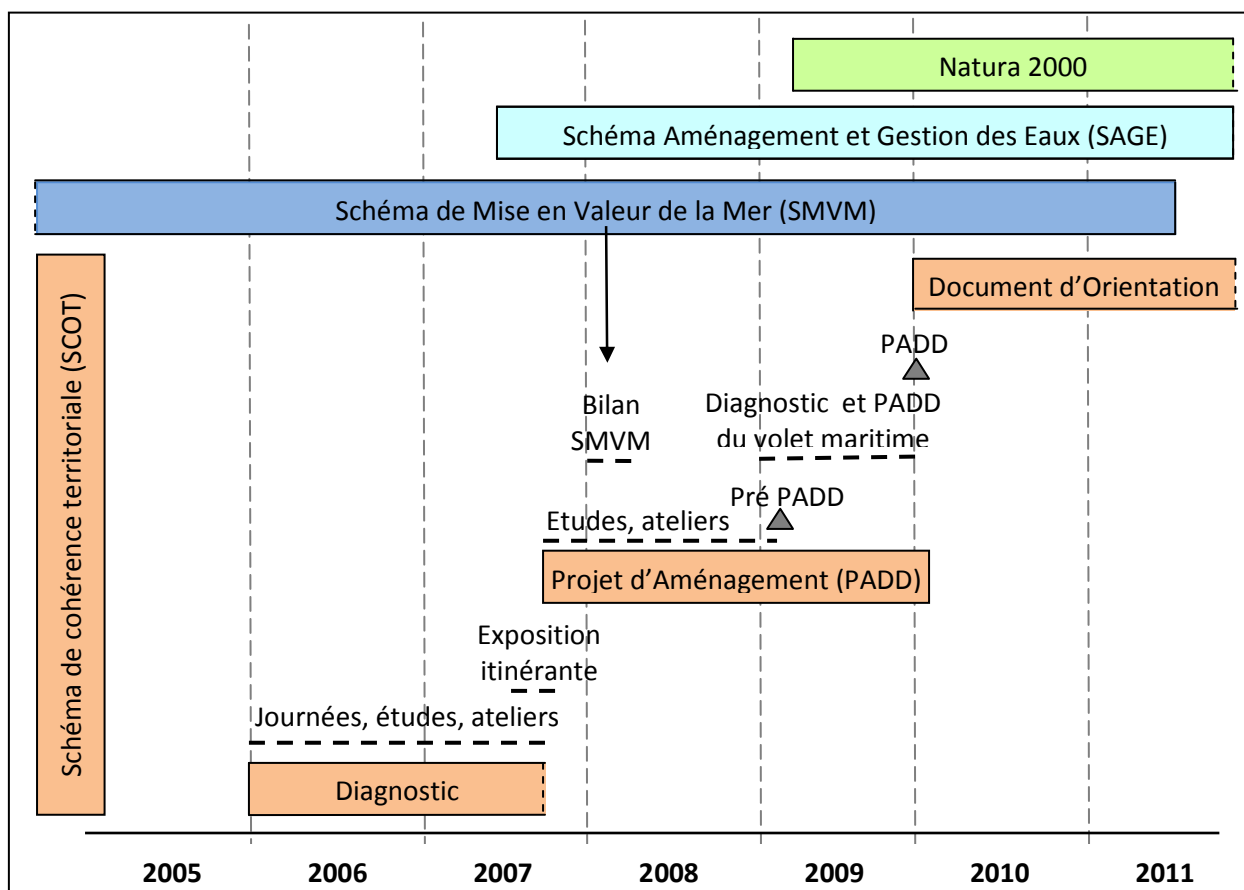 Natura 2000
Schéma Aménagement et Gestion des Eaux (SAGE)
Schéma de Mise en Valeur de la Mer (SMVM)
Schéma de cohérence territoriale (SCOT)
Document d’Orientation
PADD
Bilan
SMVM
Diagnostic et PADD
du volet maritime
Pré PADD
Etudes, ateliers
Projet d’Aménagement (PADD)
Exposition
itinérante
Journées, études, ateliers
Diagnostic
2005 2006 2007 2008 2009 2010 2011